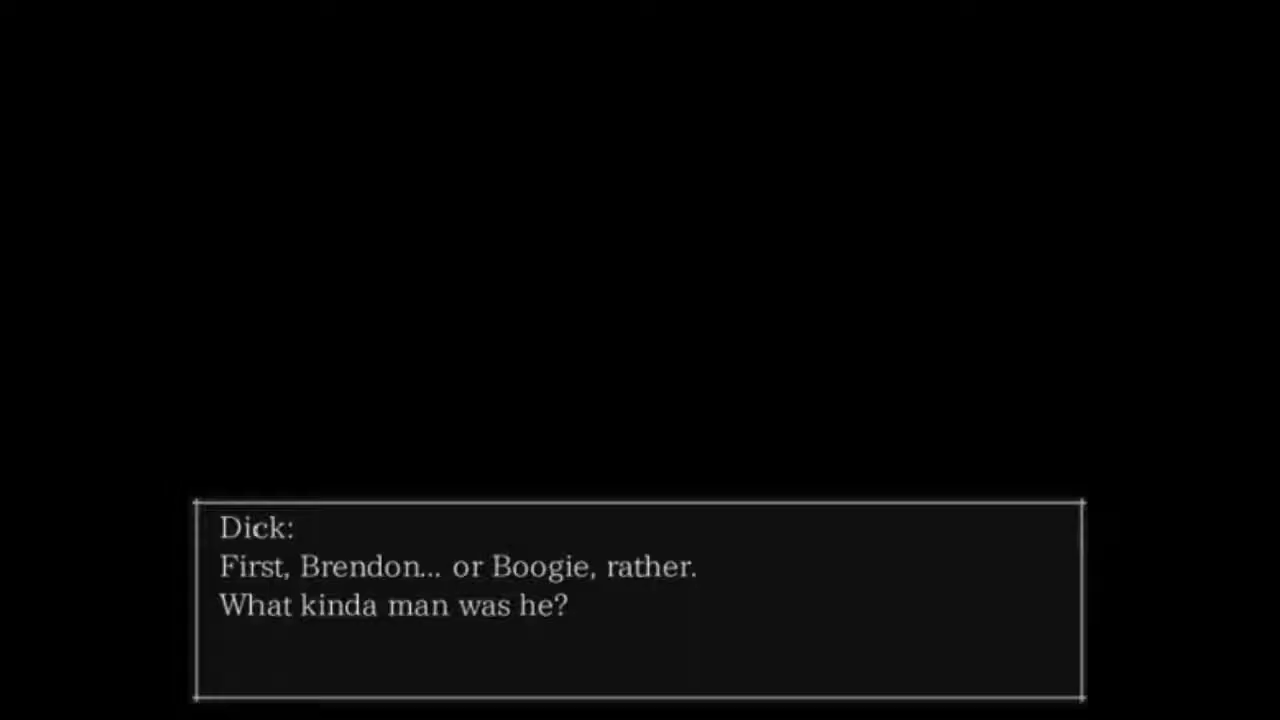 Dick:
First, Brendon... or Boogie, rather.
What kinda man was he?